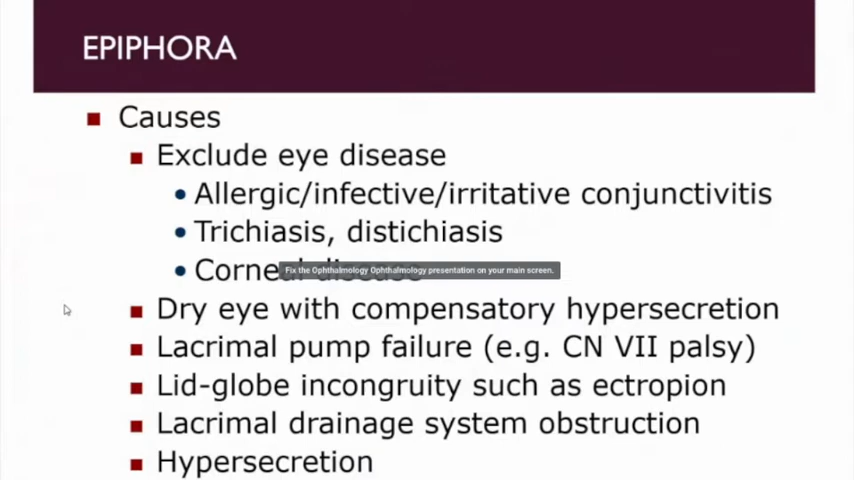 EPIPHORA
Causes
Exclude eye disease
Allergic/infective/irritative conjunctivitis
Trichiasis, distichiasis
Corneal disease
Fix the Ophthalmology Ophthalmology presentation on your main screen.
Dry eye with compensatory hypersecretion
Lacrimal pump failure (e.g. CN VII palsy)
Lid-globe incongruity such as ectropion
Lacrimal drainage system obstruction
Hypersecretion